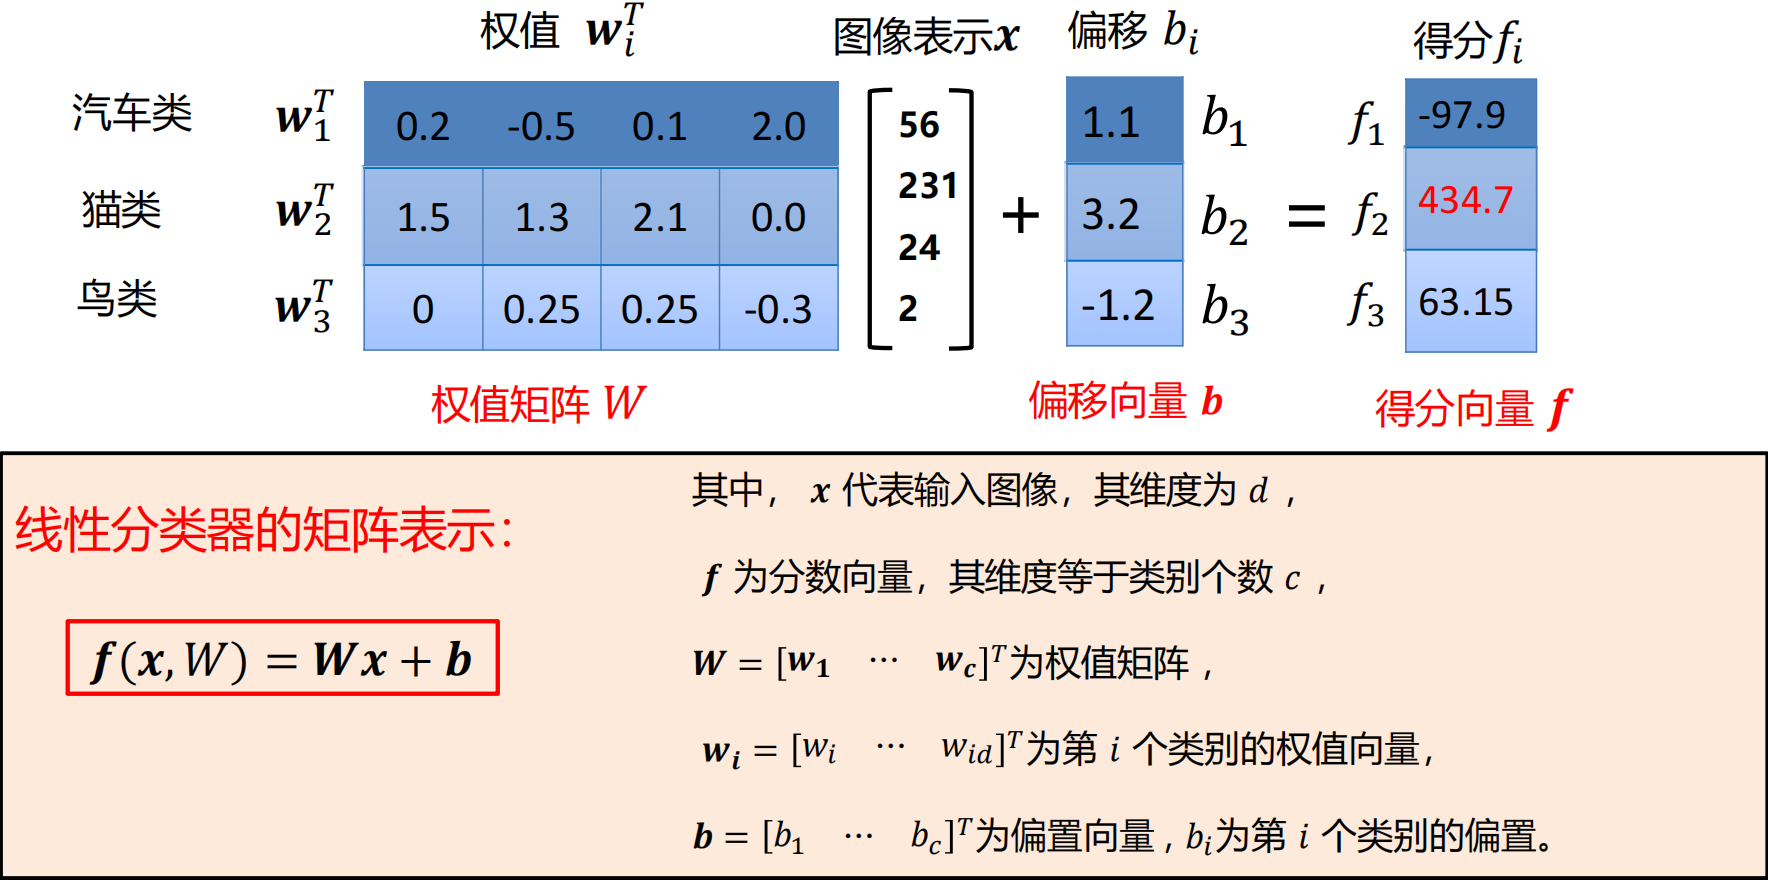 权值 wᵢᵀ 图像表示x 偏移 bᵢ 得分fᵢ
汽车类 w₁ᵀ 0.2 -0.5 0.1 2.0 56 1.1 b₁ f₁ -97.9
231
猫类 w₂ᵀ 1.5 1.3 2.1 0.0 + 3.2 b₂ = f₂ 434.7
24
鸟类 w₃ᵀ 0 0.25 0.25 -0.3 2 -1.2 b₃ f₃ 63.15
权值矩阵 W 偏移向量 b 得分向量 f
线性分类器的矩阵表示：
f(x, W) = Wx + b
其中， x 代表输入图像，其维度为 d ，
f 为分数向量，其维度等于类别个数 c ，
W = [w₁ ⋯ w_c]ᵀ为权值矩阵 ，
wᵢ = [wᵢ ⋯ w_id]ᵀ为第 i 个类别的权值向量，
b = [b₁ ⋯ b_c]ᵀ为偏置向量 , bᵢ为第 i 个类别的偏置。